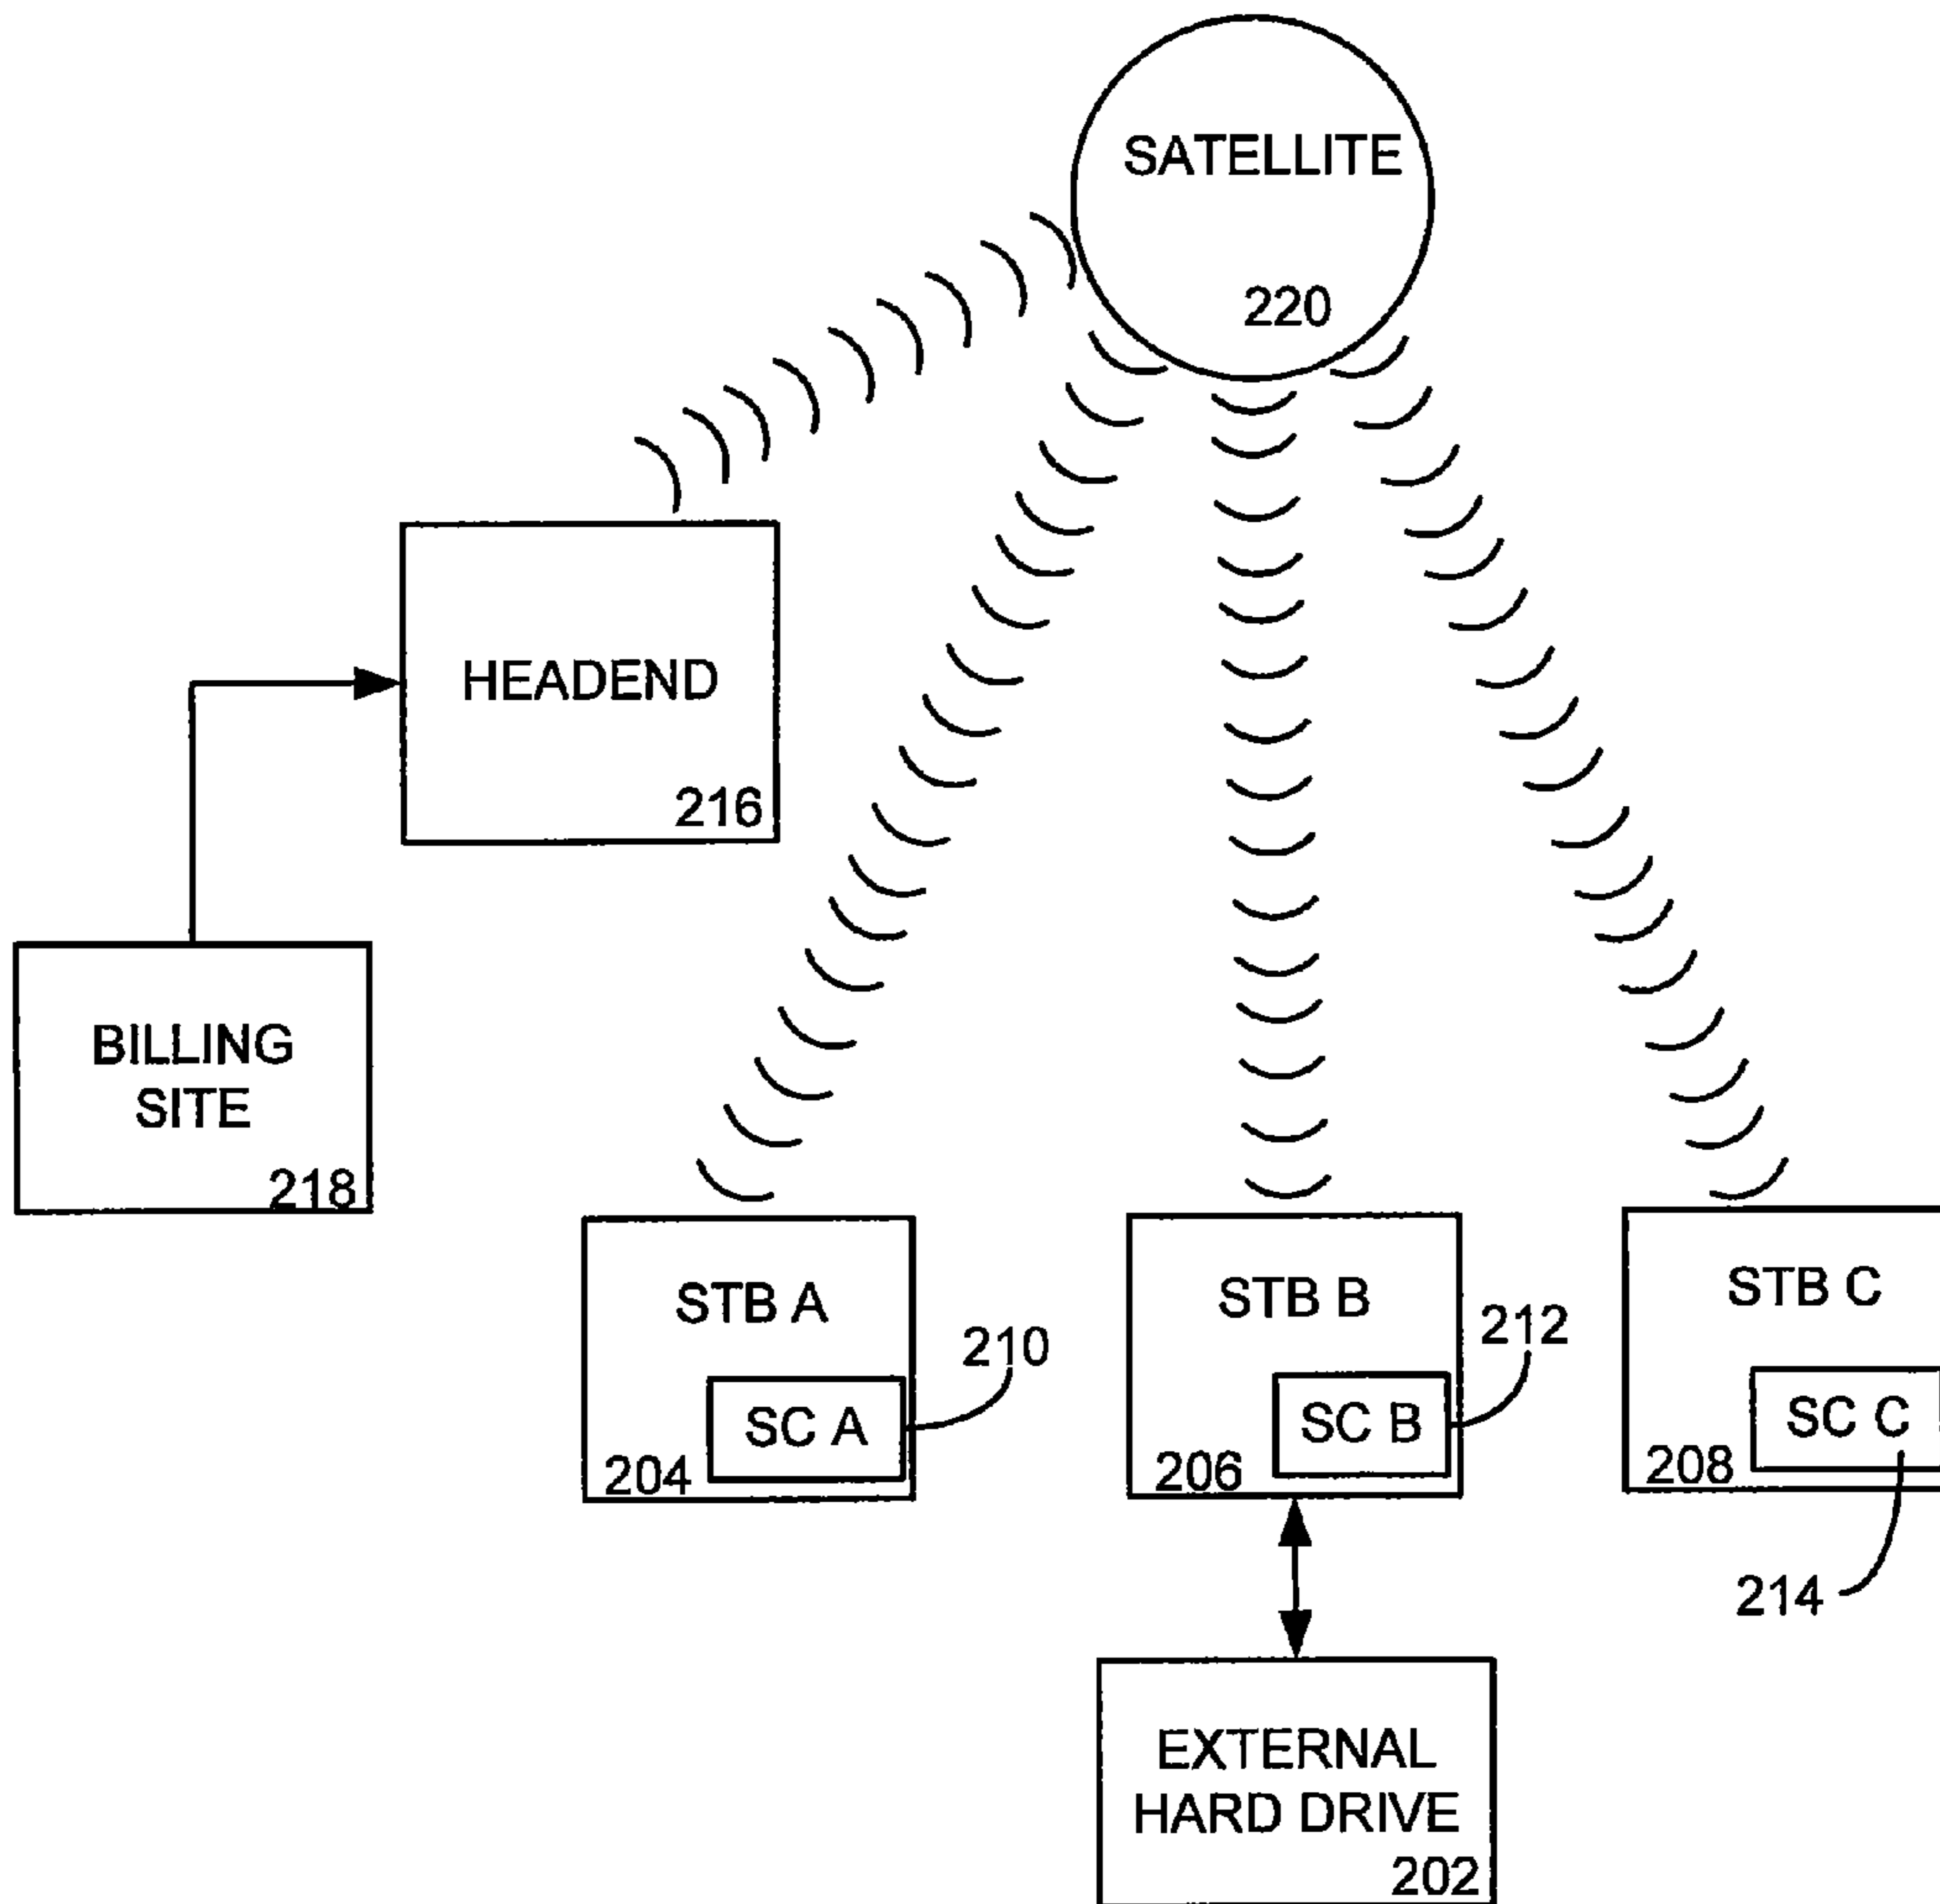 SATELLITE
220
HEADEND
216
BILLING
SITE
218
STB A
210
SC A
204
STB B
212
SC B
206
STB C
SC C
208
214
EXTERNAL
HARD DRIVE
202